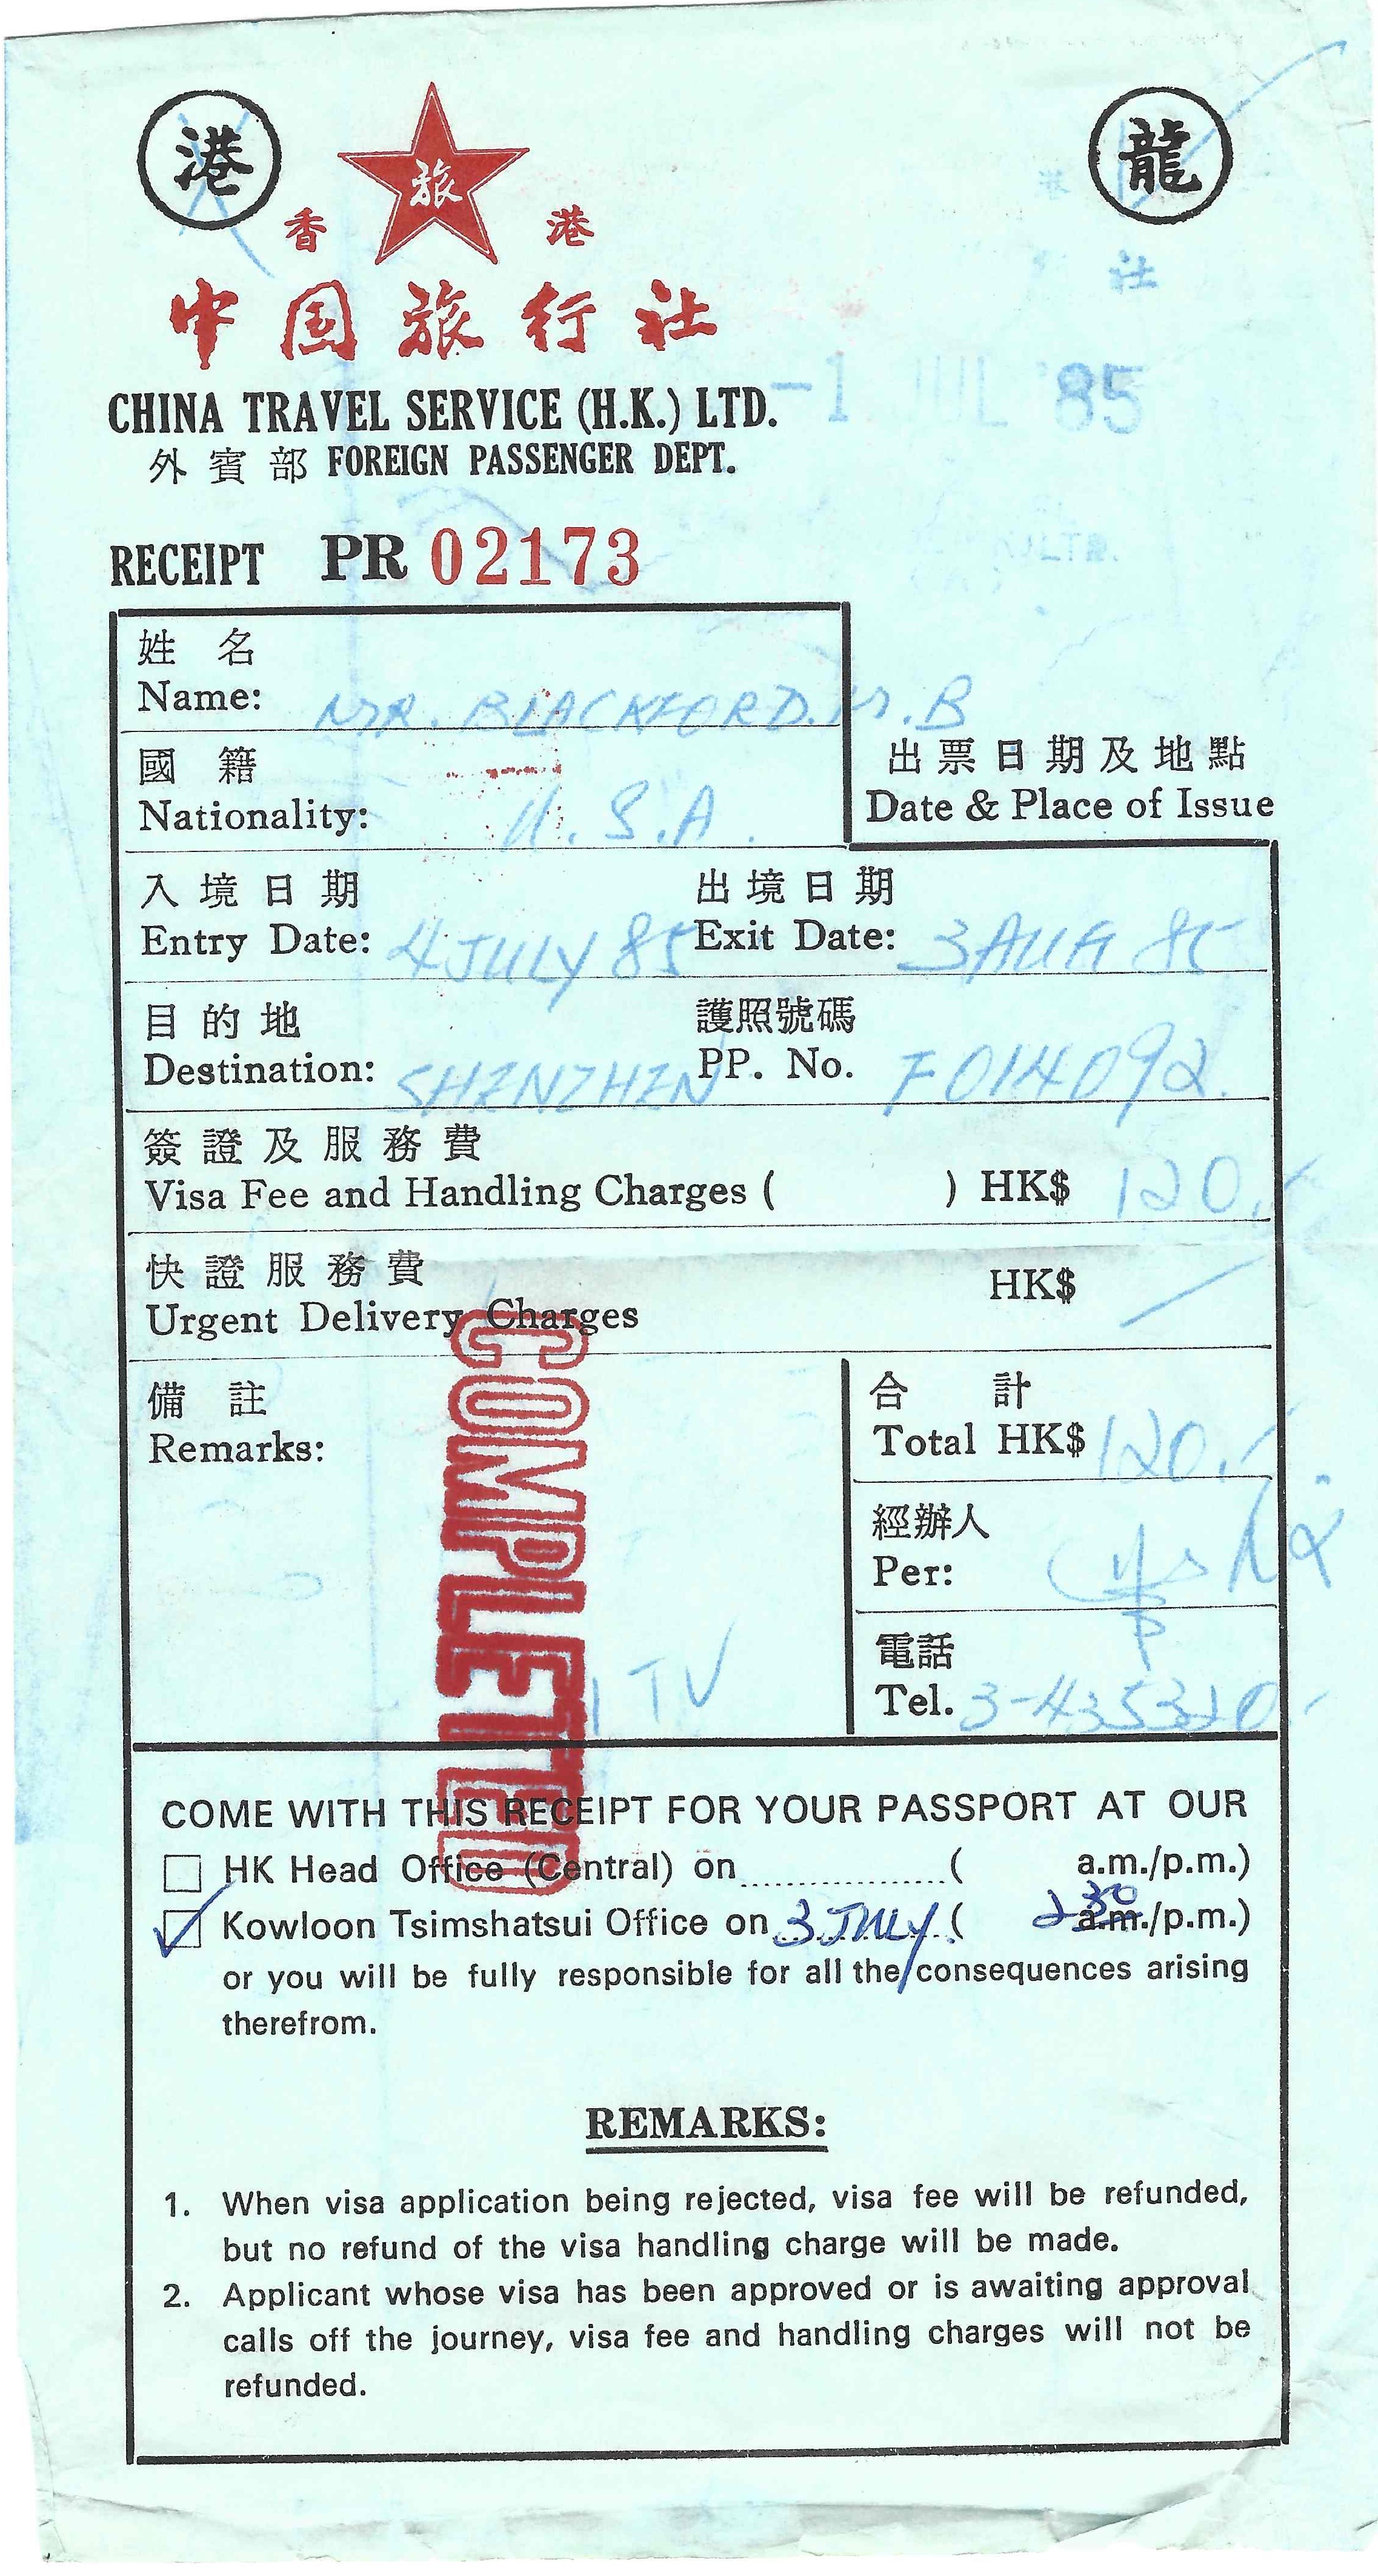 港 旅 龍
香 港
中国旅行社
社
CHINA TRAVEL SERVICE (H.K.) LTD.
-1 JUL '85
外賓部 FOREIGN PASSENGER DEPT.
RECEIPT PR 02173
LTD.
姓名
Name: MR. BLACKFORD. M. B
國籍
Nationality: U.S.A.
出票日期及地點
Date & Place of Issue
入境日期 出境日期
Entry Date: 4 JULY 85 Exit Date: 3 AUG 85
目的地 護照號碼
Destination: SHENZHEN PP. No. F014092.
簽證及服務費
Visa Fee and Handling Charges ( ) HK$ 120.-
快證服務費
Urgent Delivery Charges HK$
COMPLETED
備註
Remarks:
合計
Total HK$ 120.-
經辦人
Per:
1 TV
電話
Tel. 3-435320.-
COME WITH THIS RECEIPT FOR YOUR PASSPORT AT OUR
HK Head Office (Central) on ( a.m./p.m.)
Kowloon Tsimshatsui Office on 3 JULY ( 2 30 a.m./p.m.)
or you will be fully responsible for all the consequences arising
therefrom.
REMARKS:
1. When visa application being rejected, visa fee will be refunded,
but no refund of the visa handling charge will be made.
2. Applicant whose visa has been approved or is awaiting approval
calls off the journey, visa fee and handling charges will not be
refunded.